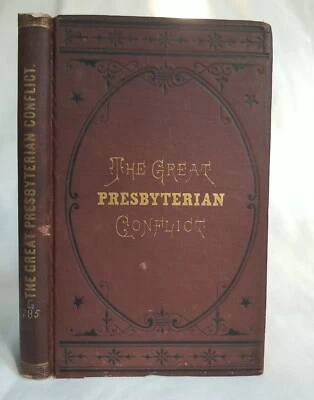 THE GREAT PRESBYTERIAN CONFLICT.
THE GREAT
PRESBYTERIAN
CONFLICT